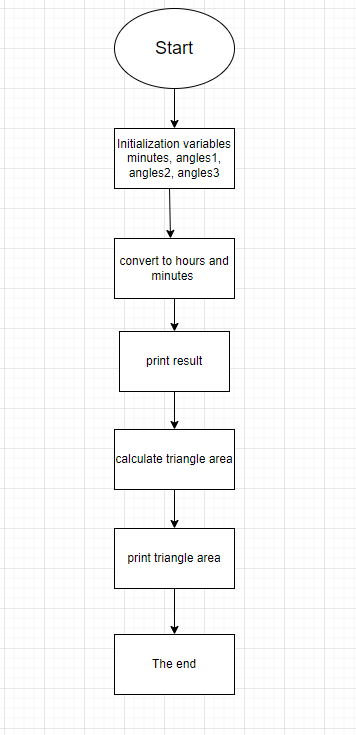 Start
Initialization variables
minutes, angles1,
angles2, angles3
convert to hours and
minutes
print result
calculate triangle area
print triangle area
The end